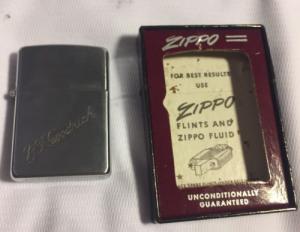 ZIPPO
FOR BEST RESULTS
USE
ZIPPO
FLINTS AND
ZIPPO FLUID
UNCONDITIONALLY
GUARANTEED